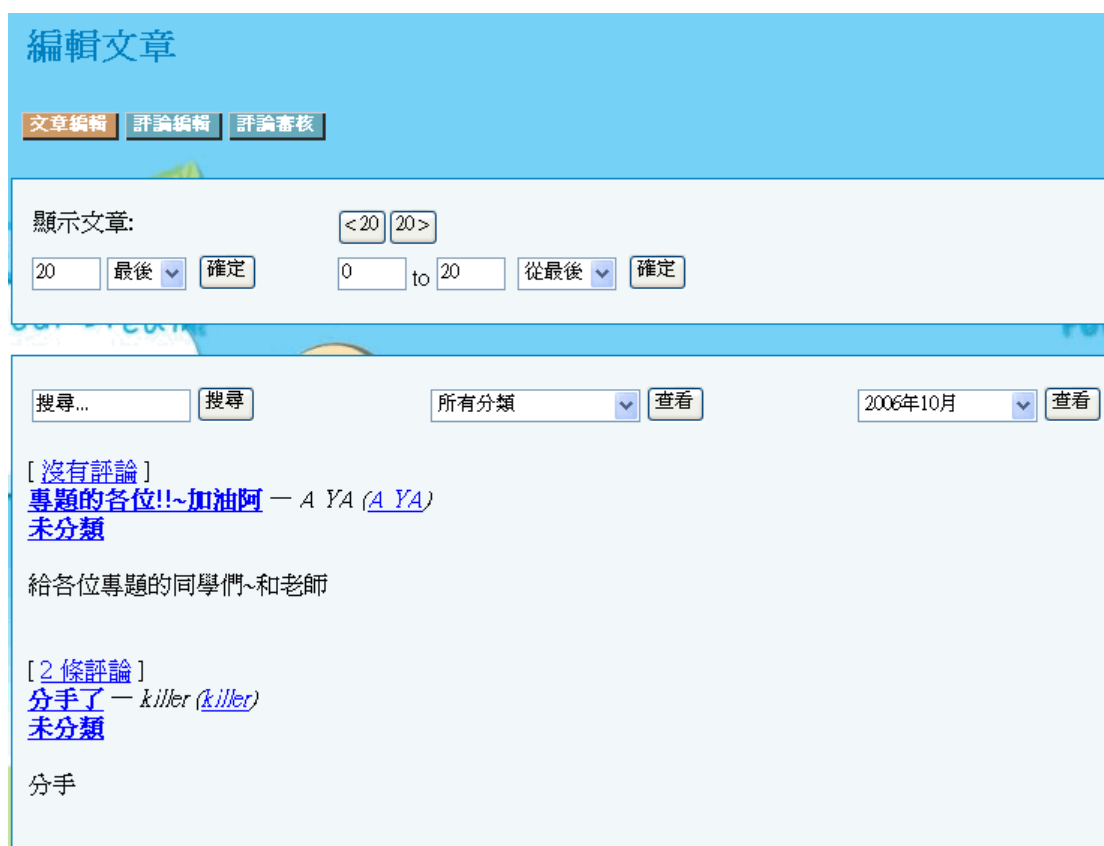 編輯文章
文章編輯 評論編輯 評論審核
顯示文章: <20 20>
20 最後 確定 0 to 20 從最後 確定
搜尋... 搜尋 所有分類 查看 2006年10月 查看
[ 沒有評論 ]
專題的各位!!~加油阿 — A YA (A YA)
未分類
給各位專題的同學們~和老師
[ 2 條評論 ]
分手了 — killer (killer)
未分類
分手